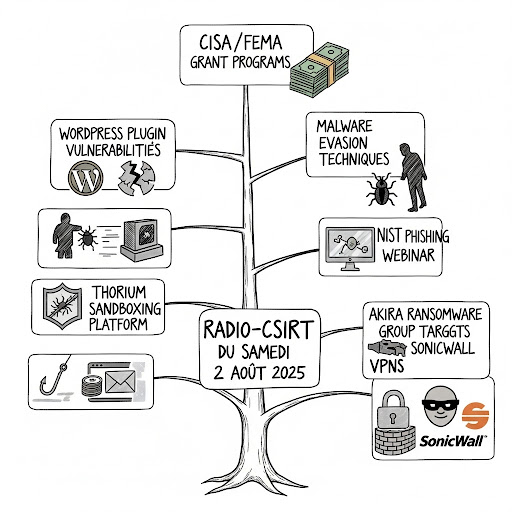 CISA/FEMA
GRANT PROGRAMS
WORDPRESS PLUGIN
VULNERABILITIÉS
W
MALWARE
EVASION
TECHNIQUES
NIST PHISHING
WEBINAR
THORIUM
SANDBOXING
PLATFORM
RADIO-CSIRT
DU SAMEDI
2 AOÛT 2025
AKIRA RANSOMWARE
GROUP TARGGTS
SONICWALL
VPNS
SonicWall